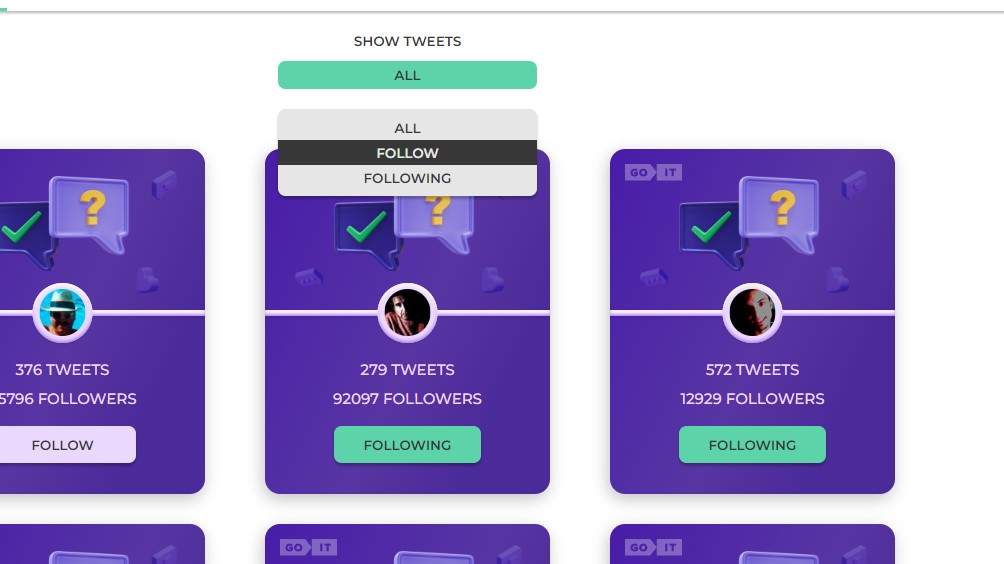 SHOW TWEETS
ALL
ALL
FOLLOW
FOLLOWING
GO IT
?
?
?
376 TWEETS
279 TWEETS
572 TWEETS
5796 FOLLOWERS
92097 FOLLOWERS
12929 FOLLOWERS
FOLLOW
FOLLOWING
FOLLOWING
GO IT
GO IT